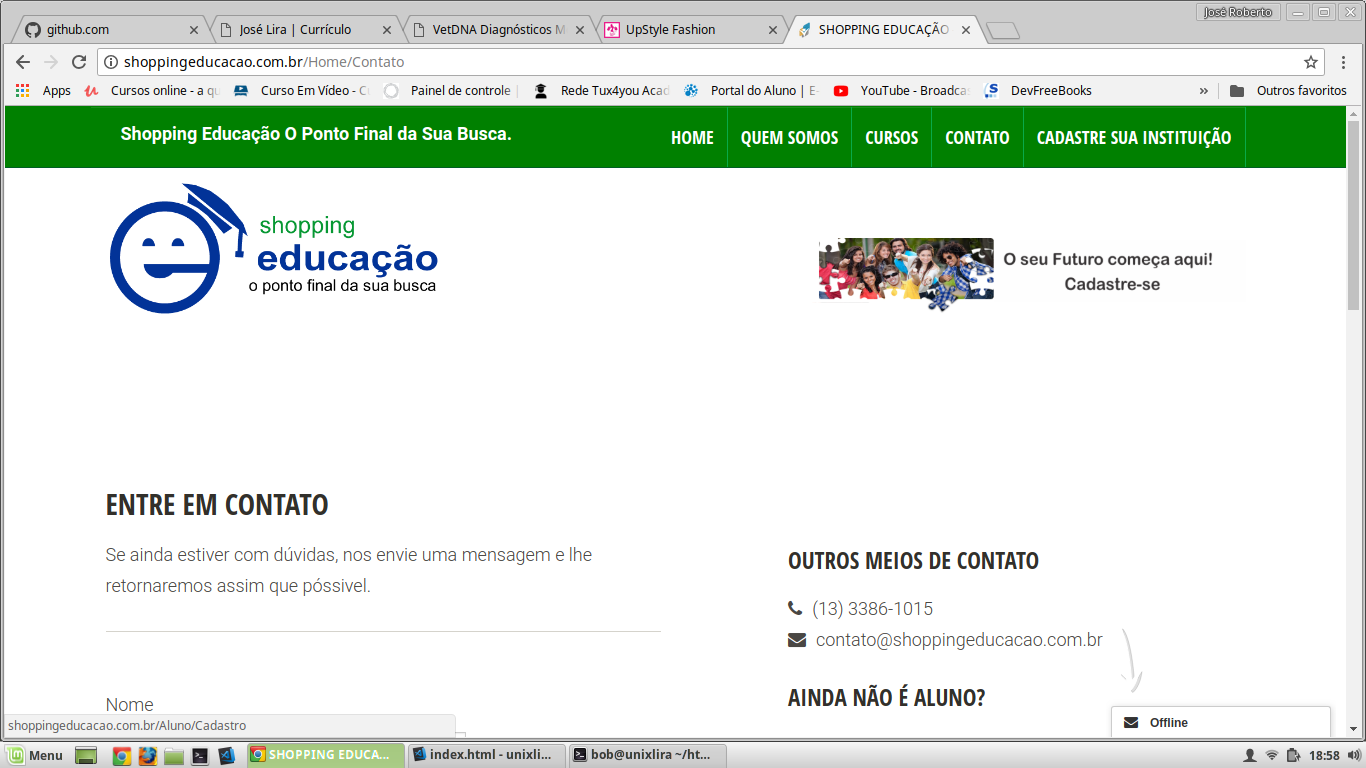 José Roberto
github.com
José Lira | Currículo
VetDNA Diagnósticos M
UpStyle Fashion
SHOPPING EDUCAÇÃO
shoppingeducacao.com.br/Home/Contato
Apps
Cursos online - a qu
Curso Em Vídeo - C
Painel de controle |
Rede Tux4you Acad
Portal do Aluno | E-
YouTube - Broadca
DevFreeBooks
»
Outros favoritos
Shopping Educação O Ponto Final da Sua Busca.
HOME
QUEM SOMOS
CURSOS
CONTATO
CADASTRE SUA INSTITUIÇÃO
shopping
educação
o ponto final da sua busca
O seu Futuro começa aqui!
Cadastre-se
ENTRE EM CONTATO
Se ainda estiver com dúvidas, nos envie uma mensagem e lhe
retornaremos assim que póssivel.
Nome
OUTROS MEIOS DE CONTATO
(13) 3386-1015
contato@shoppingeducacao.com.br
AINDA NÃO É ALUNO?
Offline
shoppingeducacao.com.br/Aluno/Cadastro
Menu
SHOPPING EDUCA...
index.html - unixli...
bob@unixlira ~/ht...
18:58